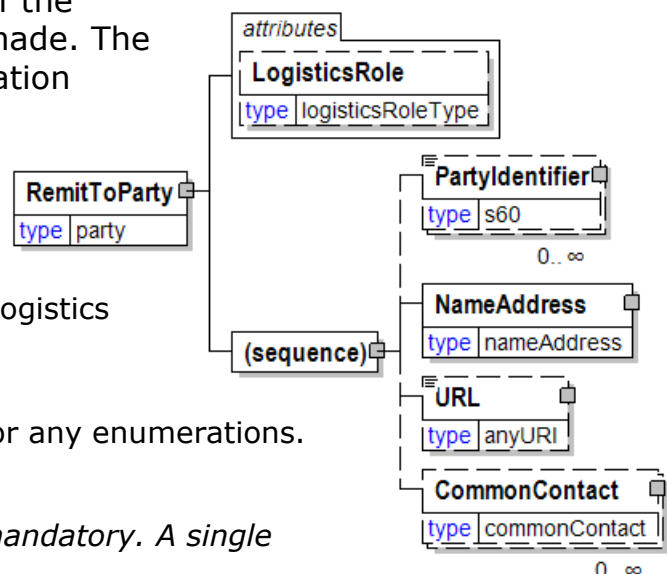 r the
made. The
ation
attributes
LogisticsRole
type logisticsRoleType
RemitToParty
type party
PartyIdentifier
type s60
0.. ∞
ogistics
NameAddress
type nameAddress
(sequence)
URL
type anyURI
or any enumerations.
CommonContact
type commonContact
mandatory. A single
0.. ∞